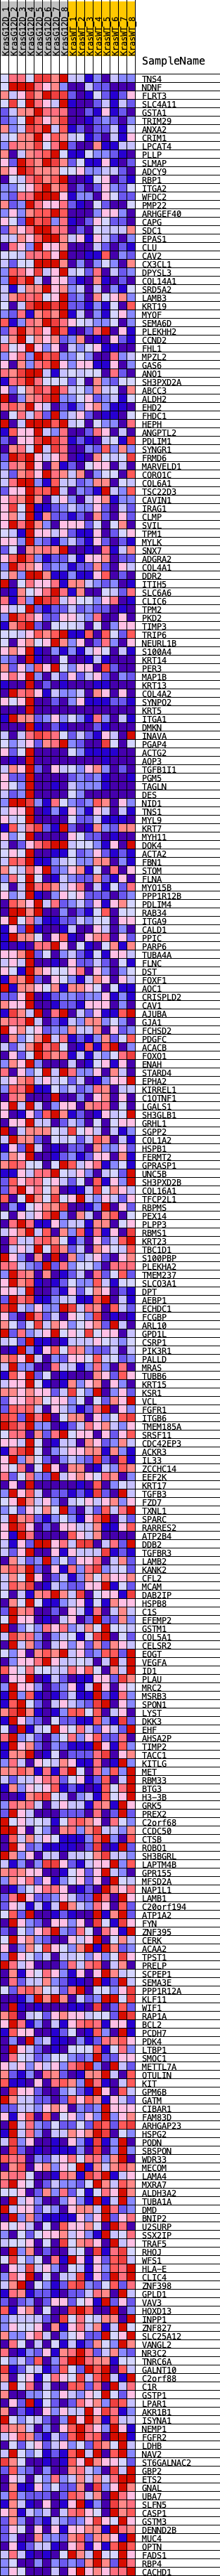 KrasG12D_1
KrasG12D_2
KrasG12D_3
KrasG12D_4
KrasG12D_5
KrasG12D_6
KrasG12D_7
KrasG12D_8
KrasWT_1
KrasWT_2
KrasWT_3
KrasWT_4
KrasWT_5
KrasWT_6
KrasWT_7
KrasWT_8
SampleName
TNS4
NDNF
FLRT3
SLC4A11
GSTA1
TRIM29
ANXA2
CRIM1
LPCAT4
PLLP
SLMAP
ADCY9
RBP1
ITGA2
WFDC2
PMP22
ARHGEF40
CAPG
SDC1
EPAS1
CLU
CAV2
CX3CL1
DPYSL3
COL14A1
SRD5A2
LAMB3
KRT19
MYOF
SEMA6D
PLEKHH2
CCND2
FHL1
MPZL2
GAS6
ANO1
SH3PXD2A
ABCC3
ALDH2
EHD2
FHDC1
HEPH
ANGPTL2
PDLIM1
SYNGR1
FRMD6
MARVELD1
CORO1C
COL6A1
TSC22D3
CAVIN1
IRAG1
CLMP
SVIL
TPM1
MYLK
SNX7
ADGRA2
COL4A1
DDR2
ITIH5
SLC6A6
CLIC6
TPM2
PKD2
TIMP3
TRIP6
NEURL1B
S100A4
KRT14
PER3
MAP1B
KRT13
COL4A2
SYNPO2
KRT5
ITGA1
DMKN
INAVA
PGAP4
ACTG2
AQP3
TGFB1I1
PGM5
TAGLN
DES
NID1
TNS1
MYL9
KRT7
MYH11
DOK4
ACTA2
FBN1
STOM
FLNA
MYO15B
PPP1R12B
PDLIM4
RAB34
ITGA9
CALD1
PPIC
PARP6
TUBA4A
FLNC
DST
FOXF1
AOC1
CRISPLD2
CAV1
AJUBA
GJA1
FCHSD2
PDGFC
ACACB
FOXO1
ENAH
STARD4
EPHA2
KIRREL1
C1QTNF1
LGALS1
SH3GLB1
GRHL1
SGPP2
COL1A2
HSPB1
FERMT2
GPRASP1
UNC5B
SH3PXD2B
COL16A1
TFCP2L1
RBPMS
PEX14
PLPP3
RBMS1
KRT23
TBC1D1
S100PBP
PLEKHA2
TMEM237
SLCO3A1
DPT
AEBP1
ECHDC1
FCGBP
ARL10
GPD1L
CSRP1
PIK3R1
PALLD
MRAS
TUBB6
KRT15
KSR1
VCL
FGFR1
ITGB6
TMEM185A
SRSF11
CDC42EP3
ACKR3
IL33
ZCCHC14
EEF2K
KRT17
TGFB3
FZD7
TXNL1
SPARC
RARRES2
ATP2B4
DDB2
TGFBR3
LAMB2
KANK2
CFL2
MCAM
DAB2IP
HSPB8
C1S
EFEMP2
GSTM1
COL5A1
CELSR2
EOGT
VEGFA
ID1
PLAU
MRC2
MSRB3
SPON1
LYST
DKK3
EHF
AHSA2P
TIMP2
TACC1
KITLG
MET
RBM33
BTG3
H3-3B
GRK5
PREX2
C2orf68
CCDC50
CTSB
ROBO1
SH3BGRL
LAPTM4B
GPR155
MFSD2A
NAP1L1
LAMB1
C20orf194
ATP1A2
FYN
ZNF395
CERK
ACAA2
TPST1
PRELP
SCPEP1
SEMA3E
PPP1R12A
KLF11
WIF1
RAP1A
BCL2
PCDH7
PDK4
LTBP1
SMOC1
METTL7A
OTULIN
KIT
GPM6B
GATM
CIBAR1
FAM83D
ARHGAP23
HSPG2
PODN
SBSPON
WDR33
MECOM
LAMA4
MXRA7
ALDH3A2
TUBA1A
DMD
BNIP2
U2SURP
SSX2IP
TRAF5
RHOJ
WFS1
HLA-E
CLIC4
ZNF398
GPLD1
VAV3
HOXD13
INPP1
ZNF827
SLC25A12
VANGL2
NR3C2
TNRC6A
GALNT10
C2orf88
C1R
GSTP1
LPAR1
AKR1B1
ISYNA1
NEMP1
FGFR2
LDHB
NAV2
ST6GALNAC2
GBP2
ETS2
GNAL
UBA7
SLFN5
CASP1
GSTM3
DENND2B
MUC4
OPTN
FADS1
RBP4
CACHD1